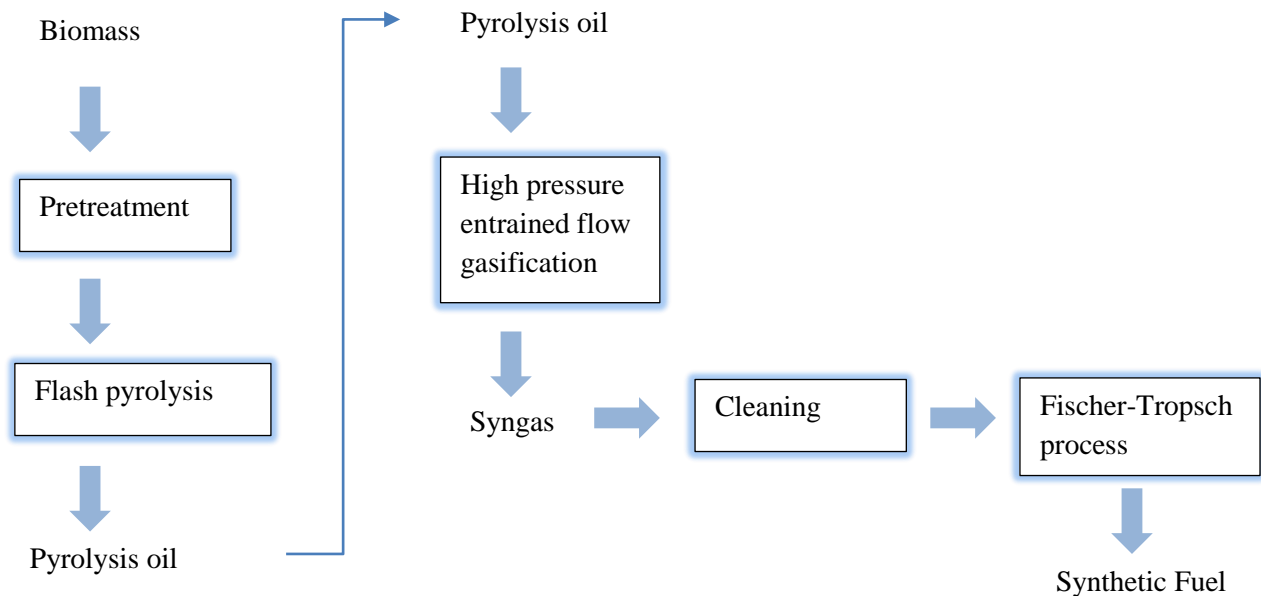 Biomass
Pretreatment
Flash pyrolysis
Pyrolysis oil
Pyrolysis oil
High pressure
entrained flow
gasification
Syngas
Cleaning
Fischer-Tropsch
process
Synthetic Fuel